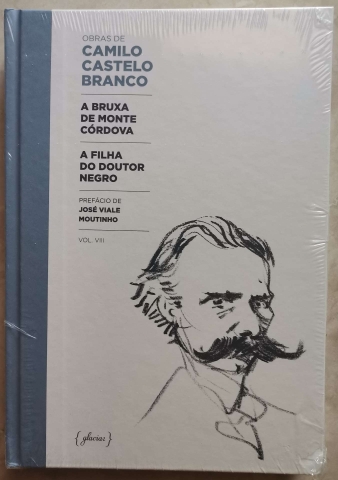 OBRAS DE
CAMILO
CASTELO
BRANCO
A BRUXA
DE MONTE
CÓRDOVA
A FILHA
DO DOUTOR
NEGRO
PREFÁCIO DE
JOSÉ VIALE
MOUTINHO
VOL. VIII
{glaciar}